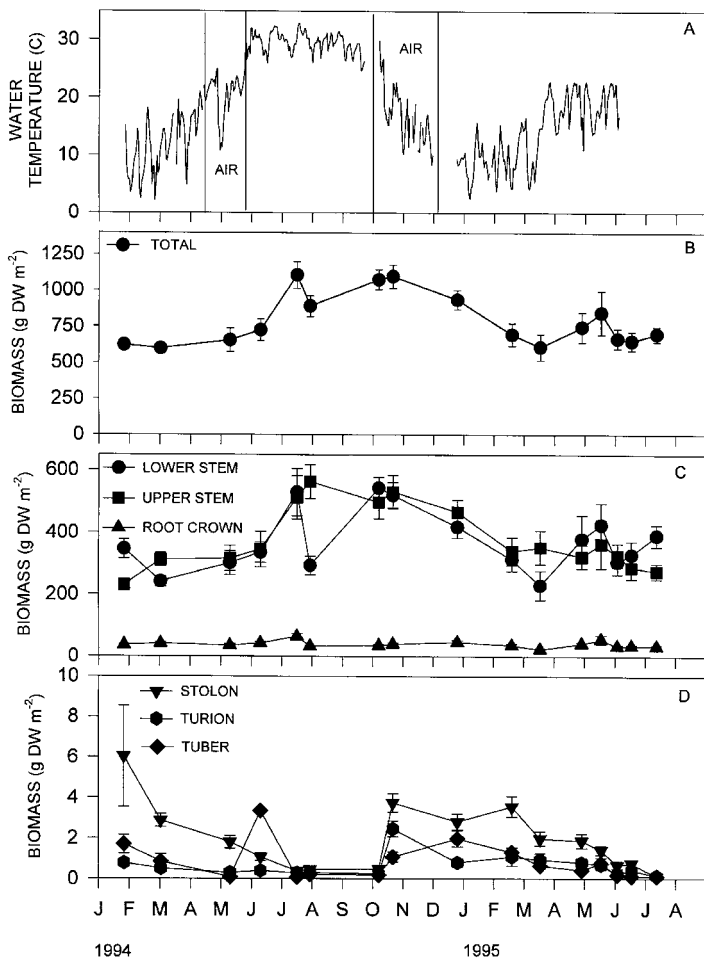 A
WATER
TEMPERATURE (C)
30
20
10
0
AIR
AIR
B
TOTAL
BIOMASS (g DW m-2)
1250
1000
750
500
250
0
C
LOWER STEM
UPPER STEM
ROOT CROWN
BIOMASS (g DW m-2)
600
400
200
0
D
STOLON
TURION
TUBER
BIOMASS (g DW m-2)
10
8
6
4
2
0
J F M A M J J A S O N D J F M A M J J A
1994 1995